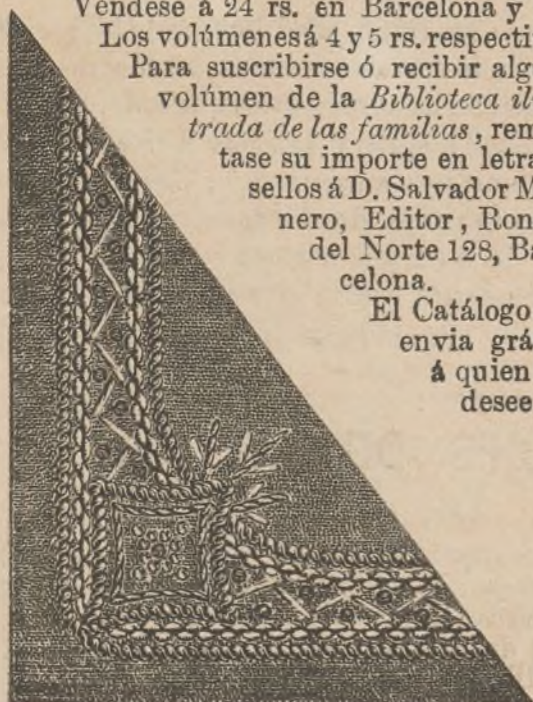 Véndese á 24 rs. en Barcelona y
Los volúmenes á 4 y 5 rs. respecti
Para suscribirse ó recibir alg
volúmen de la Biblioteca il
trada de las familias, rem
tase su importe en letra
sellos á D. Salvador M
nero, Editor, Ron
del Norte 128, Ba
celona.
El Catálogo
envia grá
á quien
desee